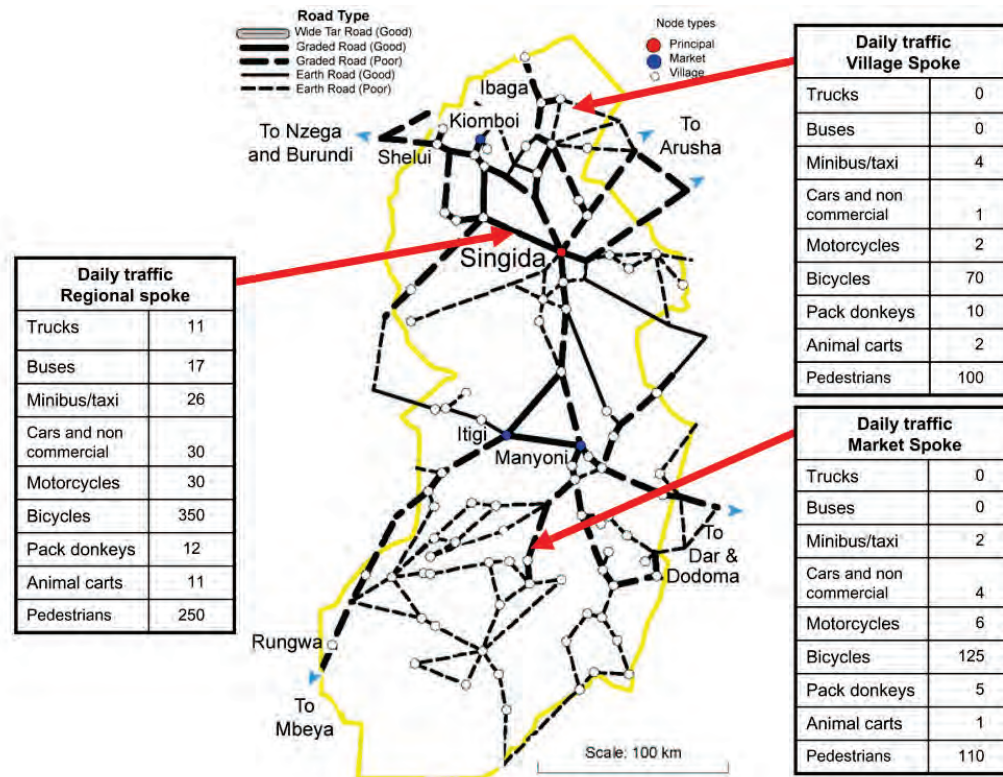 Road Type
Wide Tar Road (Good)
Graded Road (Good)
Graded Road (Poor)
Earth Road (Good)
Earth Road (Poor)
Node types
Principal
Market
Village
Ibaga
Kiomboi
To Nzega
and Burundi
Shelui
To
Arusha
Singida
Itigi
Manyoni
To
Dar &
Dodoma
Rungwa
To
Mbeya
Scale: 100 km
Daily traffic
Regional spoke
Trucks 11
Buses 17
Minibus/taxi 26
Cars and non
commercial 30
Motorcycles 30
Bicycles 350
Pack donkeys 12
Animal carts 11
Pedestrians 250
Daily traffic
Village Spoke
Trucks 0
Buses 0
Minibus/taxi 4
Cars and non
commercial 1
Motorcycles 2
Bicycles 70
Pack donkeys 10
Animal carts 2
Pedestrians 100
Daily traffic
Market Spoke
Trucks 0
Buses 0
Minibus/taxi 2
Cars and non
commercial 4
Motorcycles 6
Bicycles 125
Pack donkeys 5
Animal carts 1
Pedestrians 110